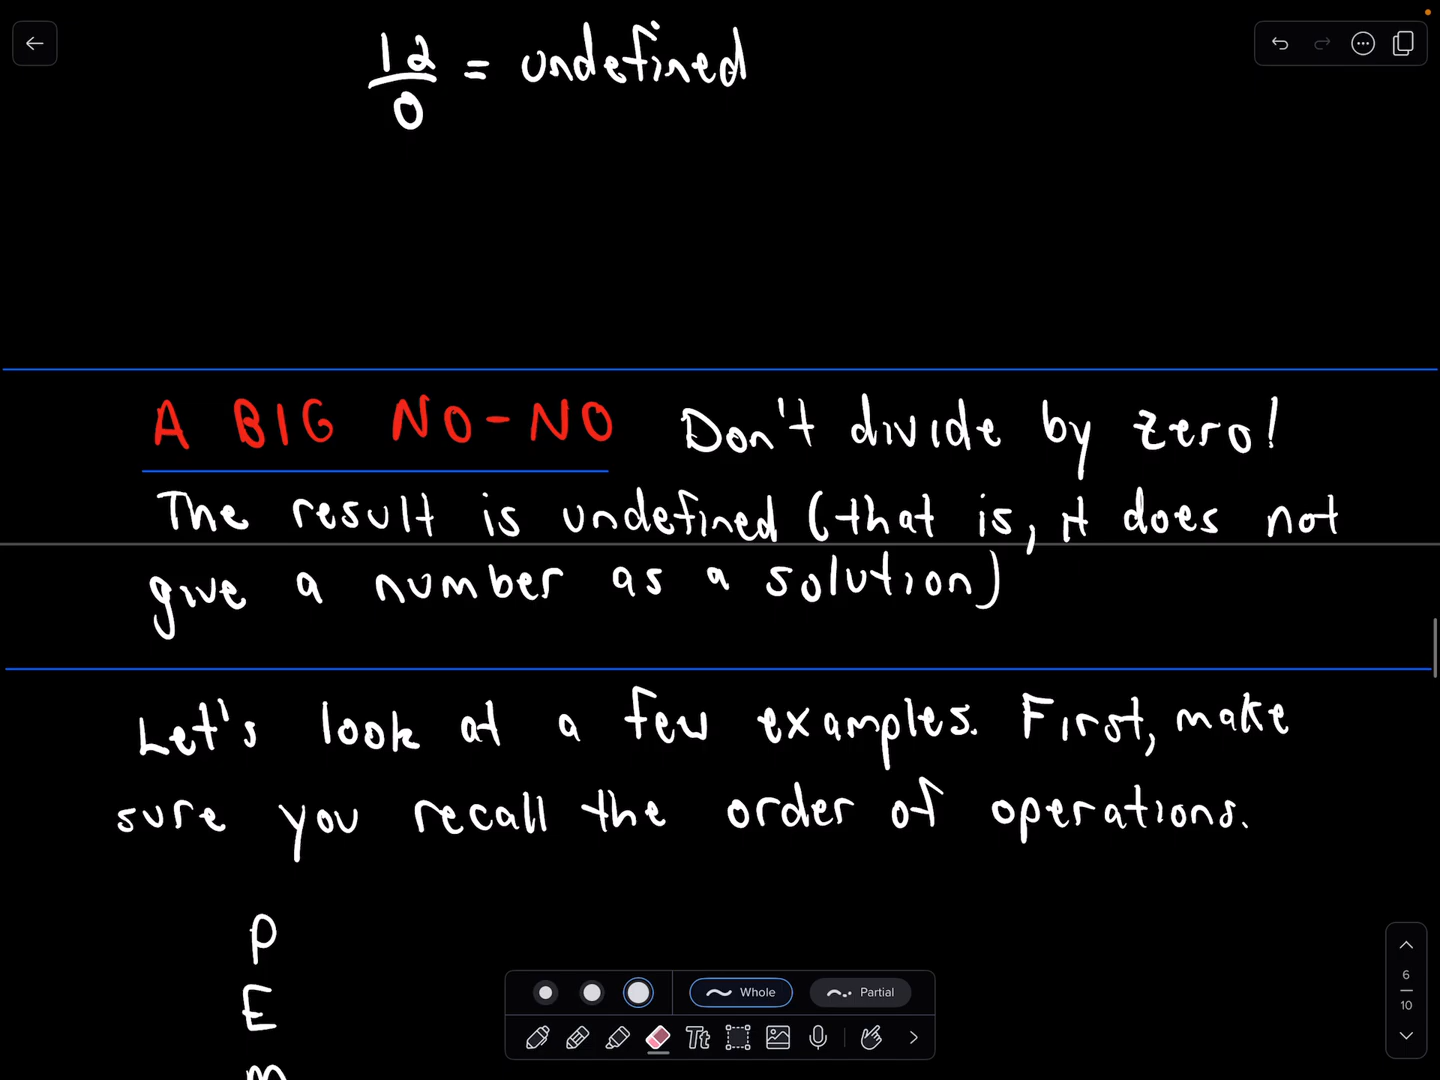 12/0 = undefined
A BIG NO-NO Don't divide by zero!
The result is undefined (that is, it does not
give a number as a solution)
Let's look at a few examples. First, make
sure you recall the order of operations.
P
E
m
Whole Partial
Tt
6
10